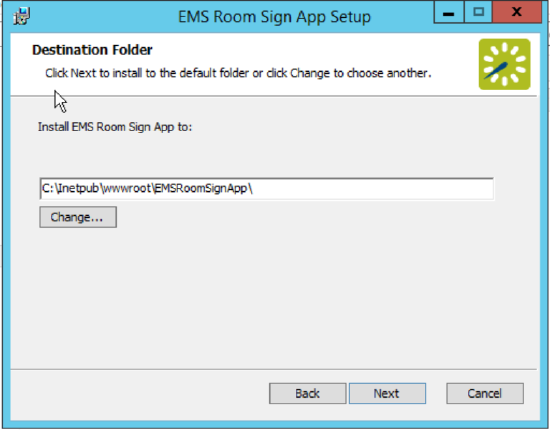 EMS Room Sign App Setup
Destination Folder
Click Next to install to the default folder or click Change to choose another.
Install EMS Room Sign App to:
C:\Inetpub\wwwroot\EMSRoomSignApp\
Change...
Back Next Cancel